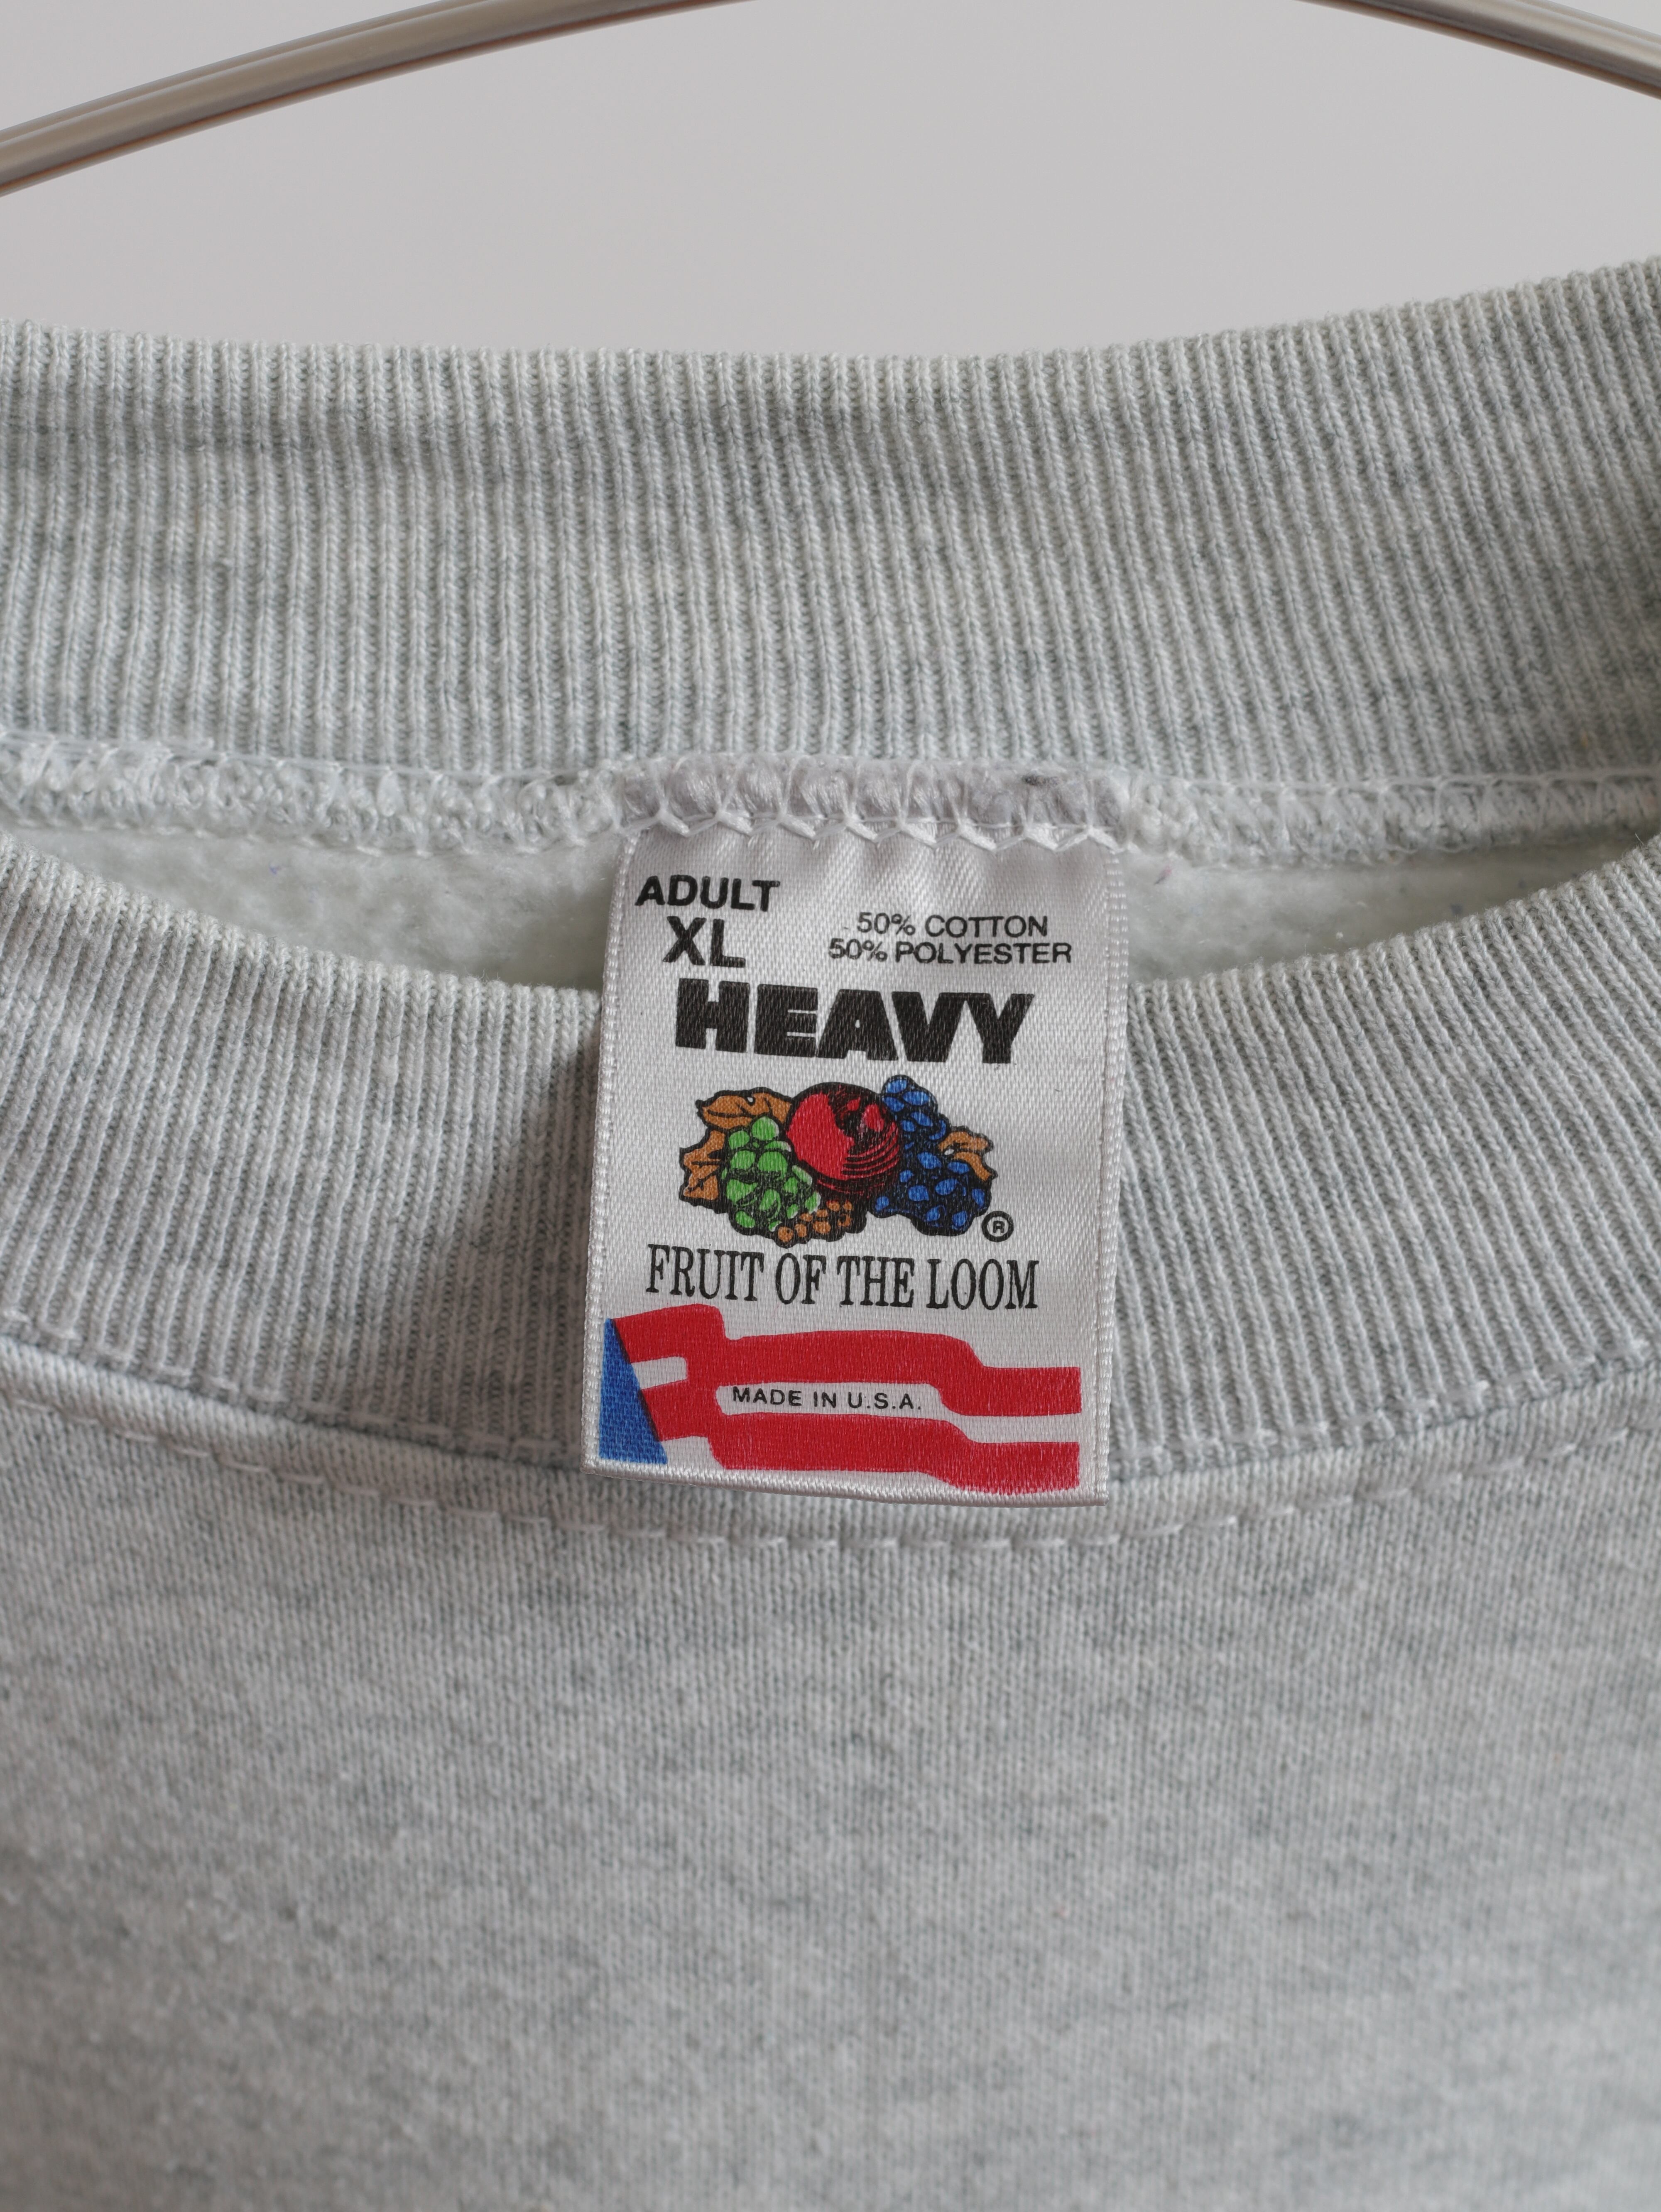 ADULT
XL
50% COTTON
50% POLYESTER
HEAVY
®
FRUIT OF THE LOOM
MADE IN U.S.A.